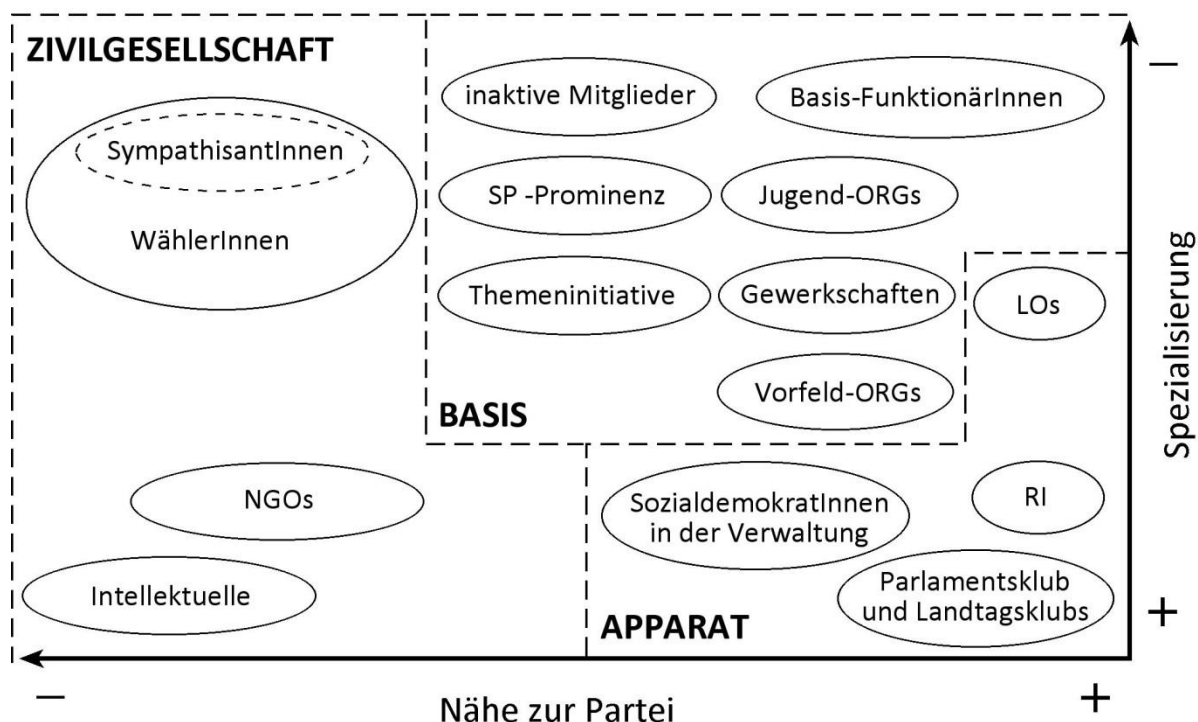 ZIVILGESELLSCHAFT
SympathisantInnen
WählerInnen
NGOs
Intellektuelle
inaktive Mitglieder
Basis-FunktionärInnen
SP -Prominenz
Jugend-ORGs
Themeninitiative
Gewerkschaften
Vorfeld-ORGs
BASIS
LOs
SozialdemokratInnen
in der Verwaltung
RI
Parlamentsklub
und Landtagsklubs
APPARAT
–
Spezialisierung
+
–
Nähe zur Partei
+